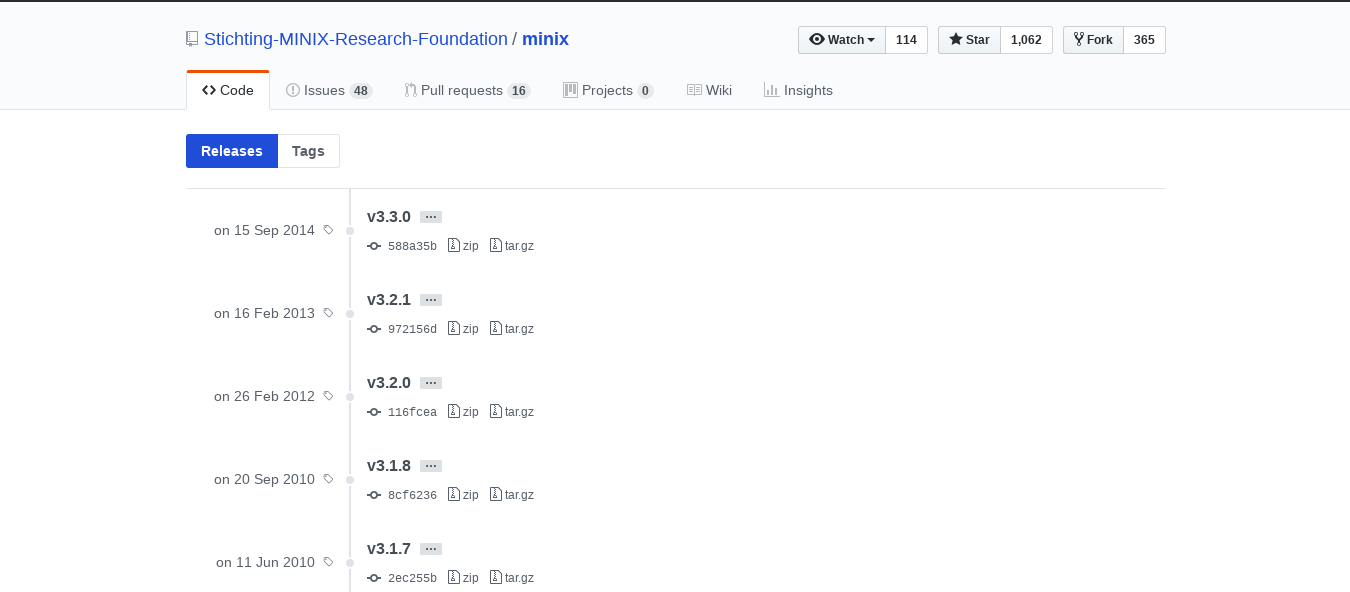 Stichting-MINIX-Research-Foundation / minix
Watch 114 Star 1,062 Fork 365
Code Issues 48 Pull requests 16 Projects 0 Wiki Insights
Releases Tags
v3.3.0 ...
on 15 Sep 2014
588a35b zip tar.gz
v3.2.1 ...
on 16 Feb 2013
972156d zip tar.gz
v3.2.0 ...
on 26 Feb 2012
116fcea zip tar.gz
v3.1.8 ...
on 20 Sep 2010
8cf6236 zip tar.gz
v3.1.7 ...
on 11 Jun 2010
2ec255b zip tar.gz